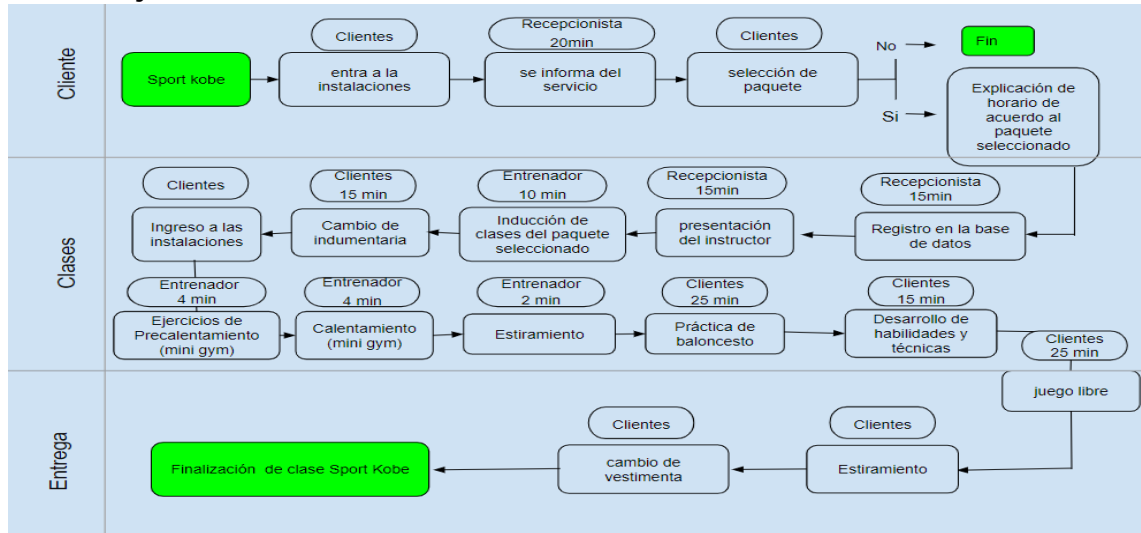 Cliente
Clientes
Recepcionista
20min
Clientes
Sport kobe
entra a la
instalaciones
se informa del
servicio
selección de
paquete
No
Fin
Si
Explicación de
horario de
acuerdo al
paquete
seleccionado
Clases
Clientes
Clientes
15 min
Entrenador
10 min
Recepcionista
15min
Recepcionista
15min
Ingreso a las
instalaciones
Cambio de
indumentaria
Inducción de
clases del paquete
seleccionado
presentación
del instructor
Registro en la base
de datos
Entrenador
4 min
Entrenador
4 min
Entrenador
2 min
Clientes
25 min
Clientes
15 min
Ejercicios de
Precalentamiento
(mini gym)
Calentamiento
(mini gym)
Estiramiento
Práctica de
baloncesto
Desarrollo de
habilidades y
técnicas
Clientes
25 min
juego libre
Entrega
Clientes
Clientes
Finalización de clase Sport Kobe
cambio de
vestimenta
Estiramiento